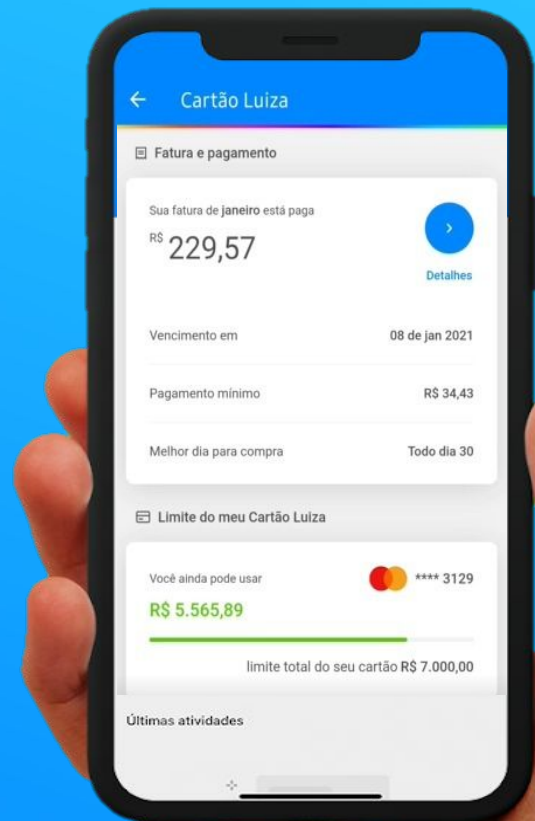 Cartão Luiza
Fatura e pagamento
Sua fatura de janeiro está paga
R$ 229,57
Detalhes
Vencimento em 08 de jan 2021
Pagamento mínimo R$ 34,43
Melhor dia para compra Todo dia 30
Limite do meu Cartão Luiza
Você ainda pode usar **** 3129
R$ 5.565,89
limite total do seu cartão R$ 7.000,00
Últimas atividades